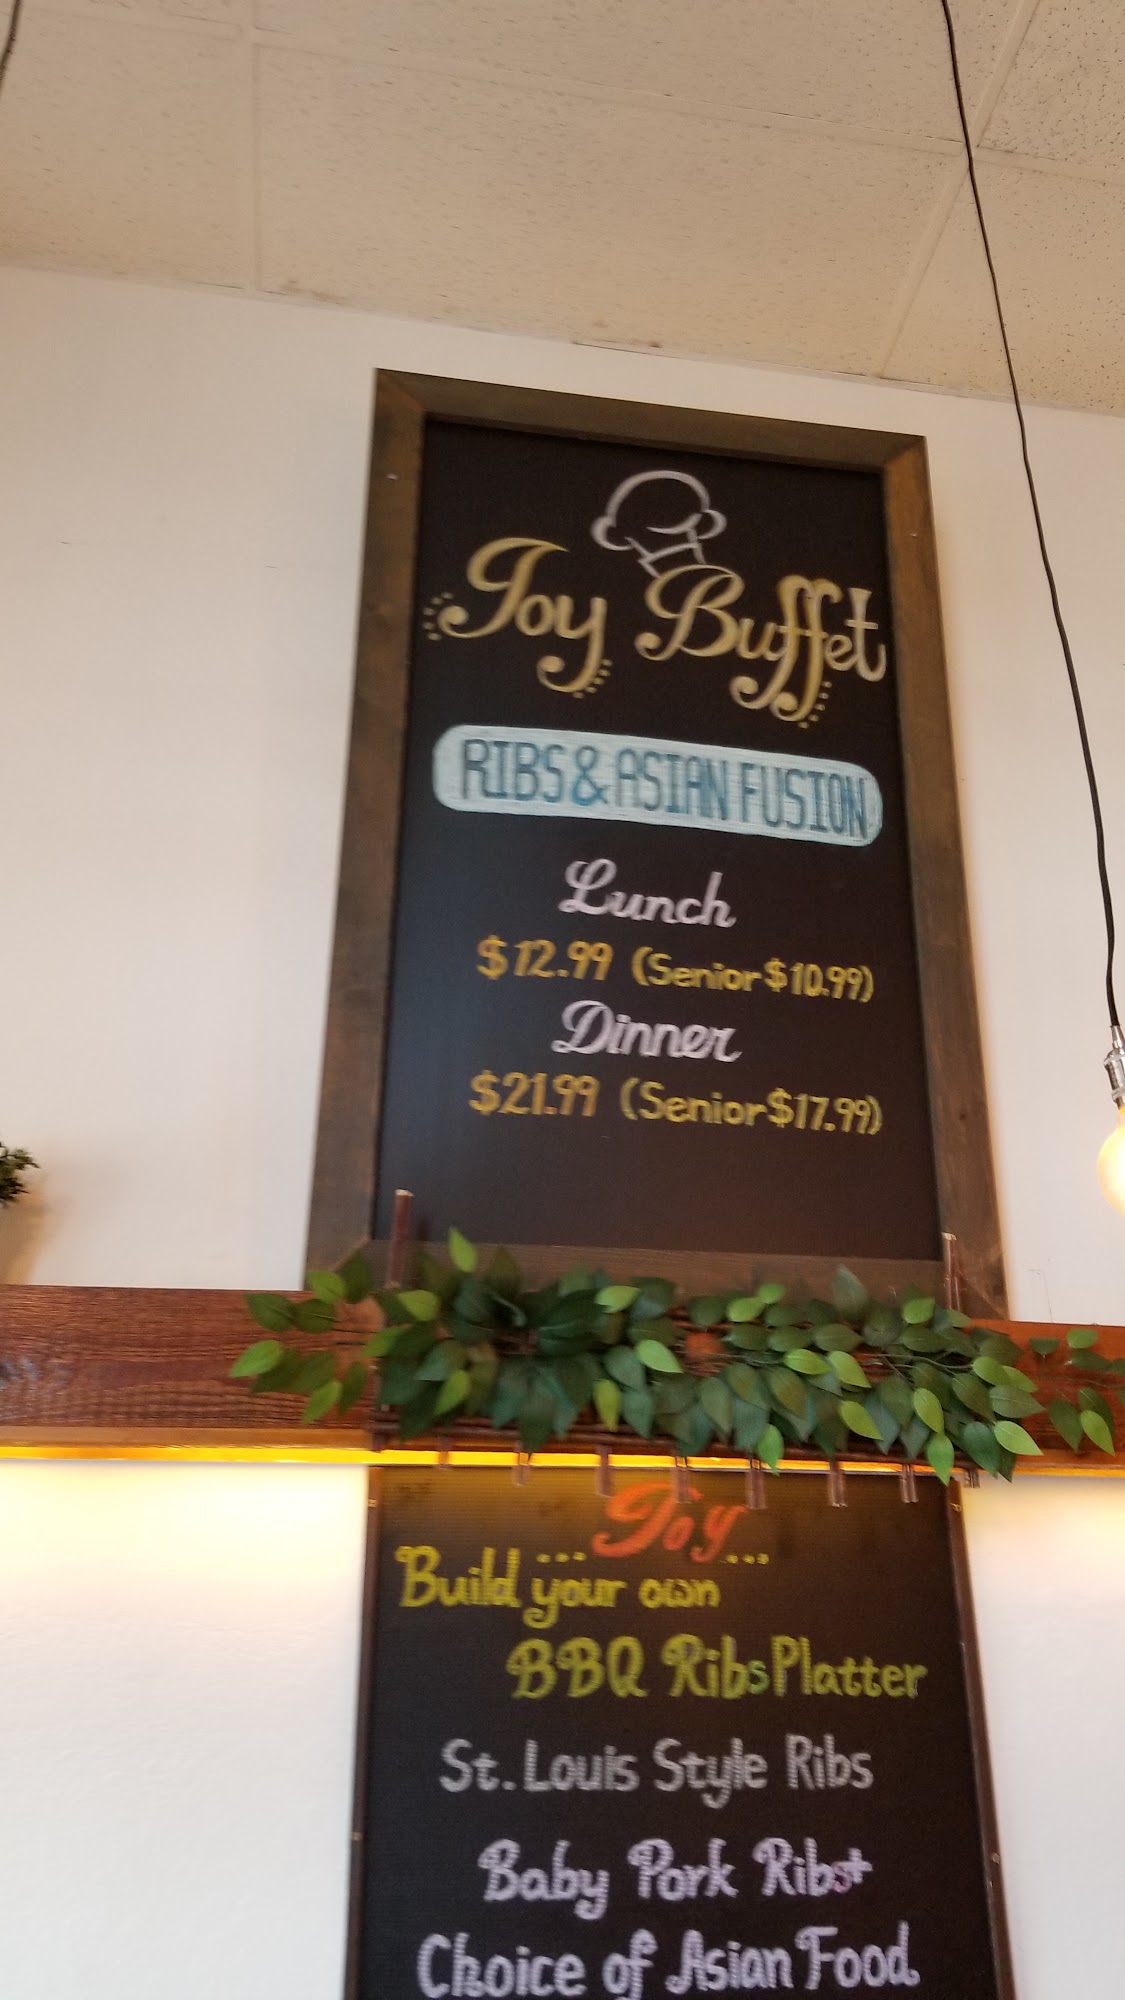 Joy Buffet
RIBS & ASIAN FUSION
Lunch
$12.99 (Senior $10.99)
Dinner
$21.99 (Senior $17.99)
... Joy ...
Build your own
BBQ Ribs Platter
St. Louis Style Ribs
Baby Pork Ribs+
Choice of Asian Food